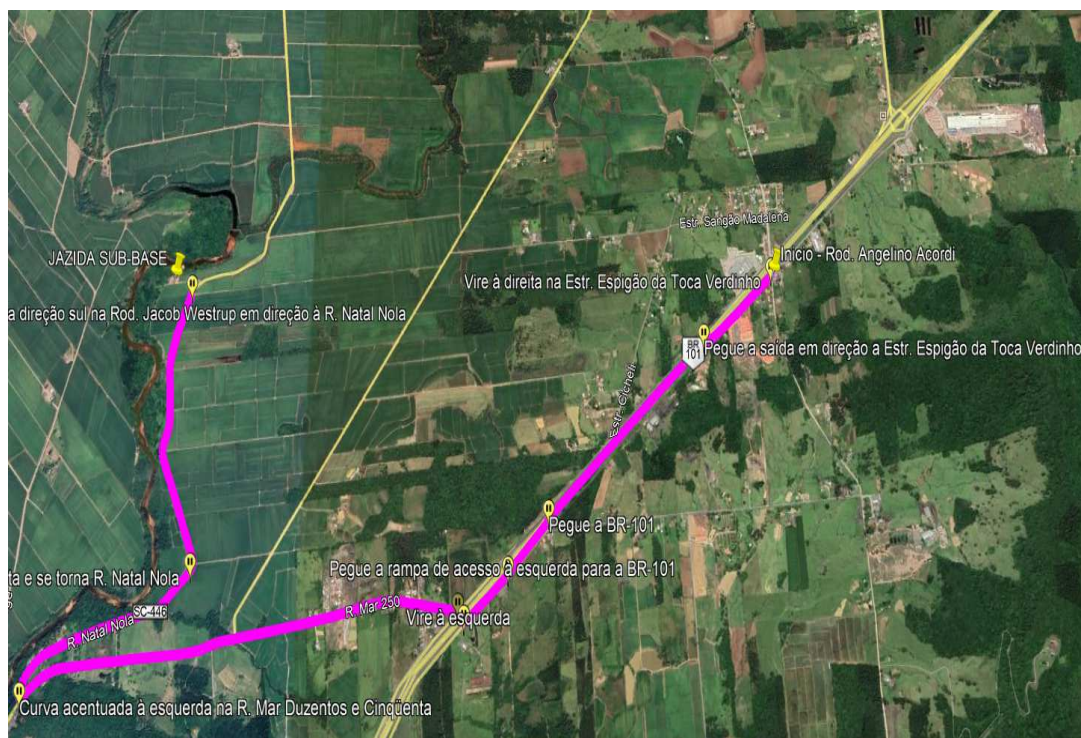 Estr. Sangão Madalena
Início - Rod. Angelino Acordi
JAZIDA SUB-BASE
Vire à direita na Estr. Espigão da Toca Verdinho
a direção sul na Rod. Jacob Westrup em direção à R. Natal Nola
BR
101
Pegue a saída em direção a Estr. Espigão da Toca Verdinho
Estr. Cicheli
Pegue a BR-101
Pegue a rampa de acesso à esquerda para a BR-101
ta e se torna R. Natal Nola
SC-446
R. Mar 250
Vire à esquerda
R. Natal Nola
Curva acentuada à esquerda na R. Mar Duzentos e Cinqüenta